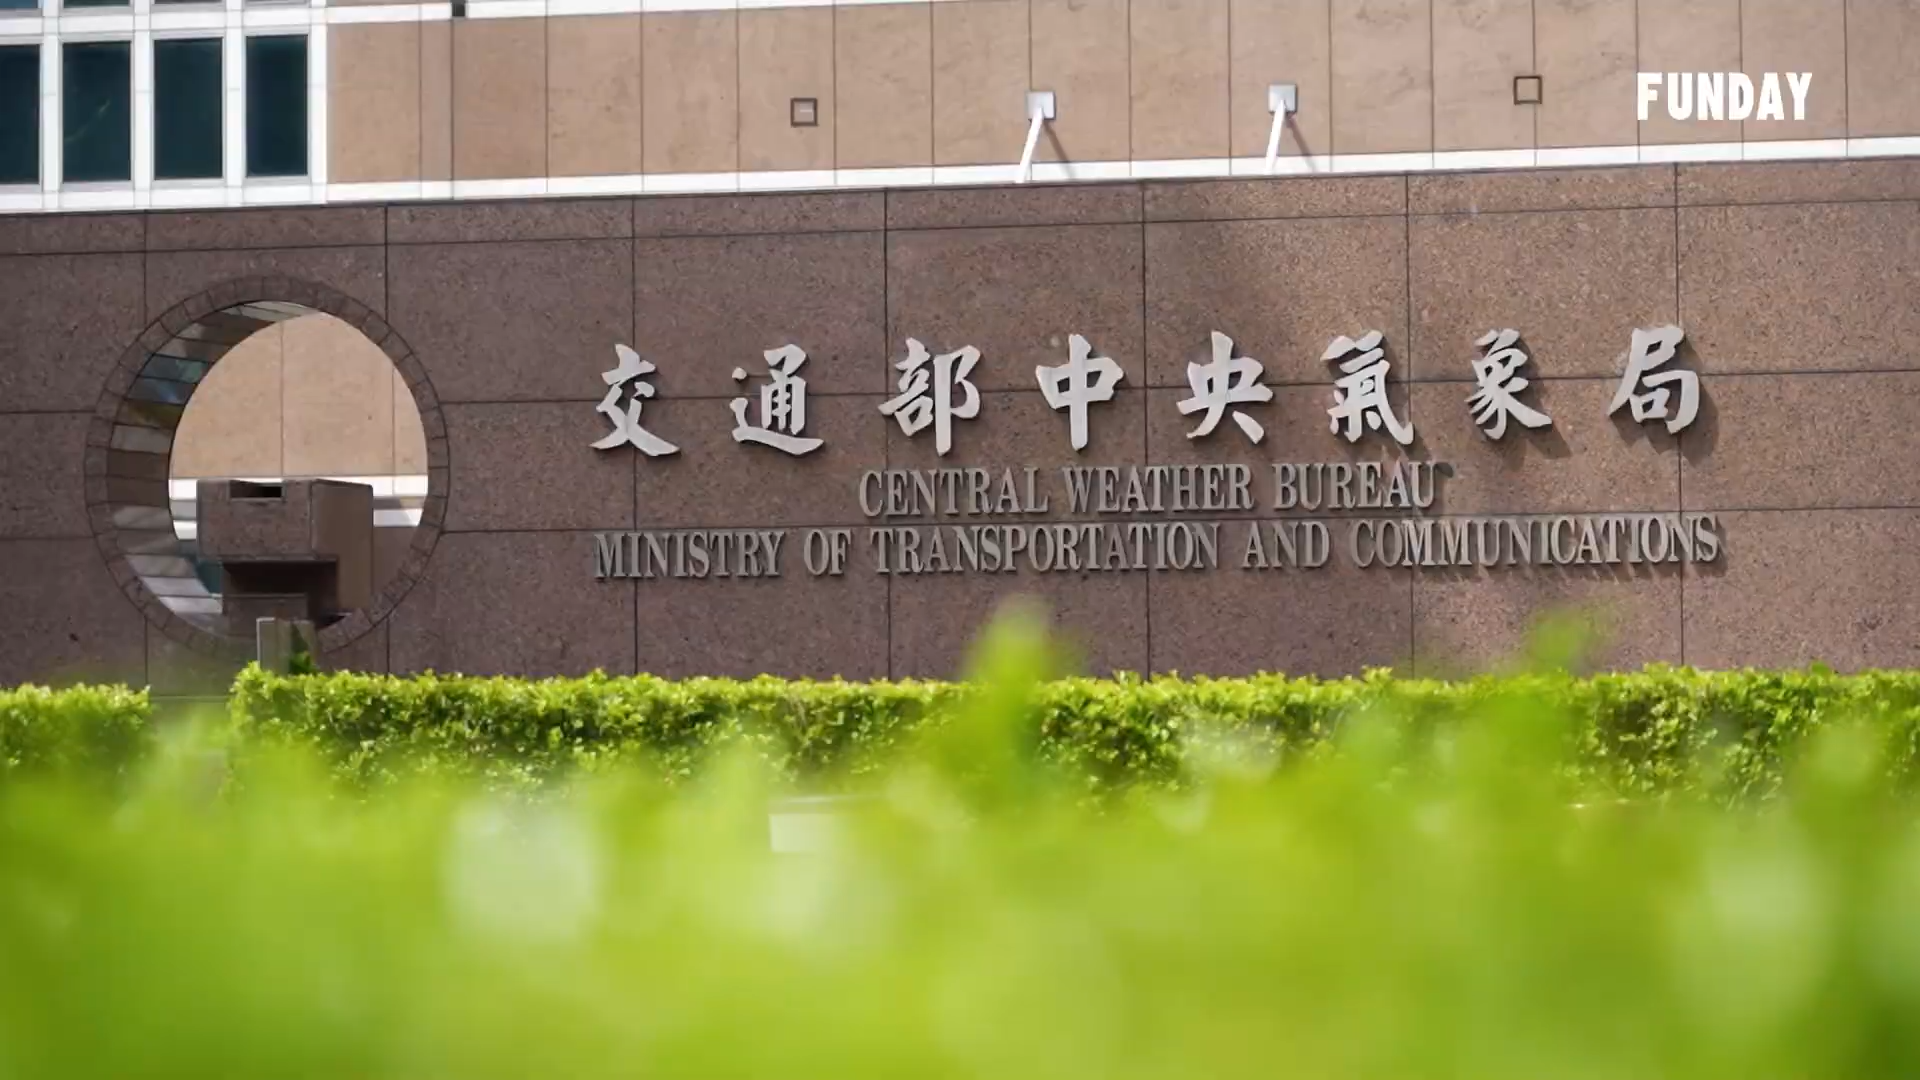 FUNDAY
交通部中央氣象局
CENTRAL WEATHER BUREAU
MINISTRY OF TRANSPORTATION AND COMMUNICATIONS